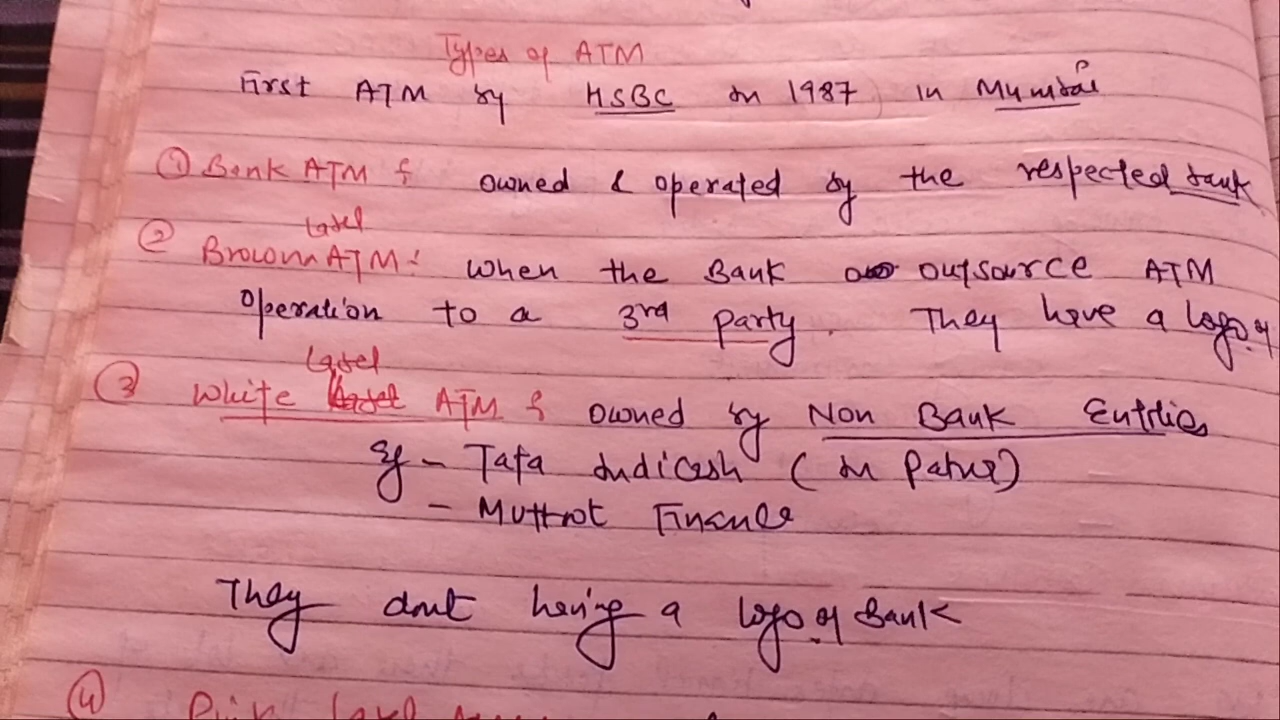 Types of ATM
First ATM by HSBC in 1987 in Mumbai
① Bank ATM : owned & operated by the respected bank
② Brown Label ATM : when the Bank outsource ATM
operation to a 3rd party. They have a logo of
③ White Label ATM : owned by Non Bank Entities
Eg - Tata Indicash (in Patna)
- Muttrot Finance
They dont having a logo of Bank
④ label